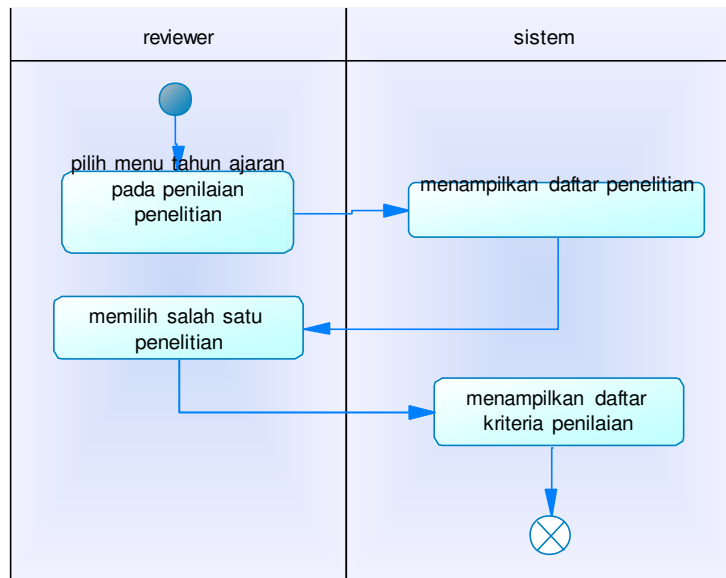 reviewer
sistem
pilih menu tahun ajaran
pada penilaian
penelitian
menampilkan daftar penelitian
memilih salah satu
penelitian
menampilkan daftar
kriteria penilaian